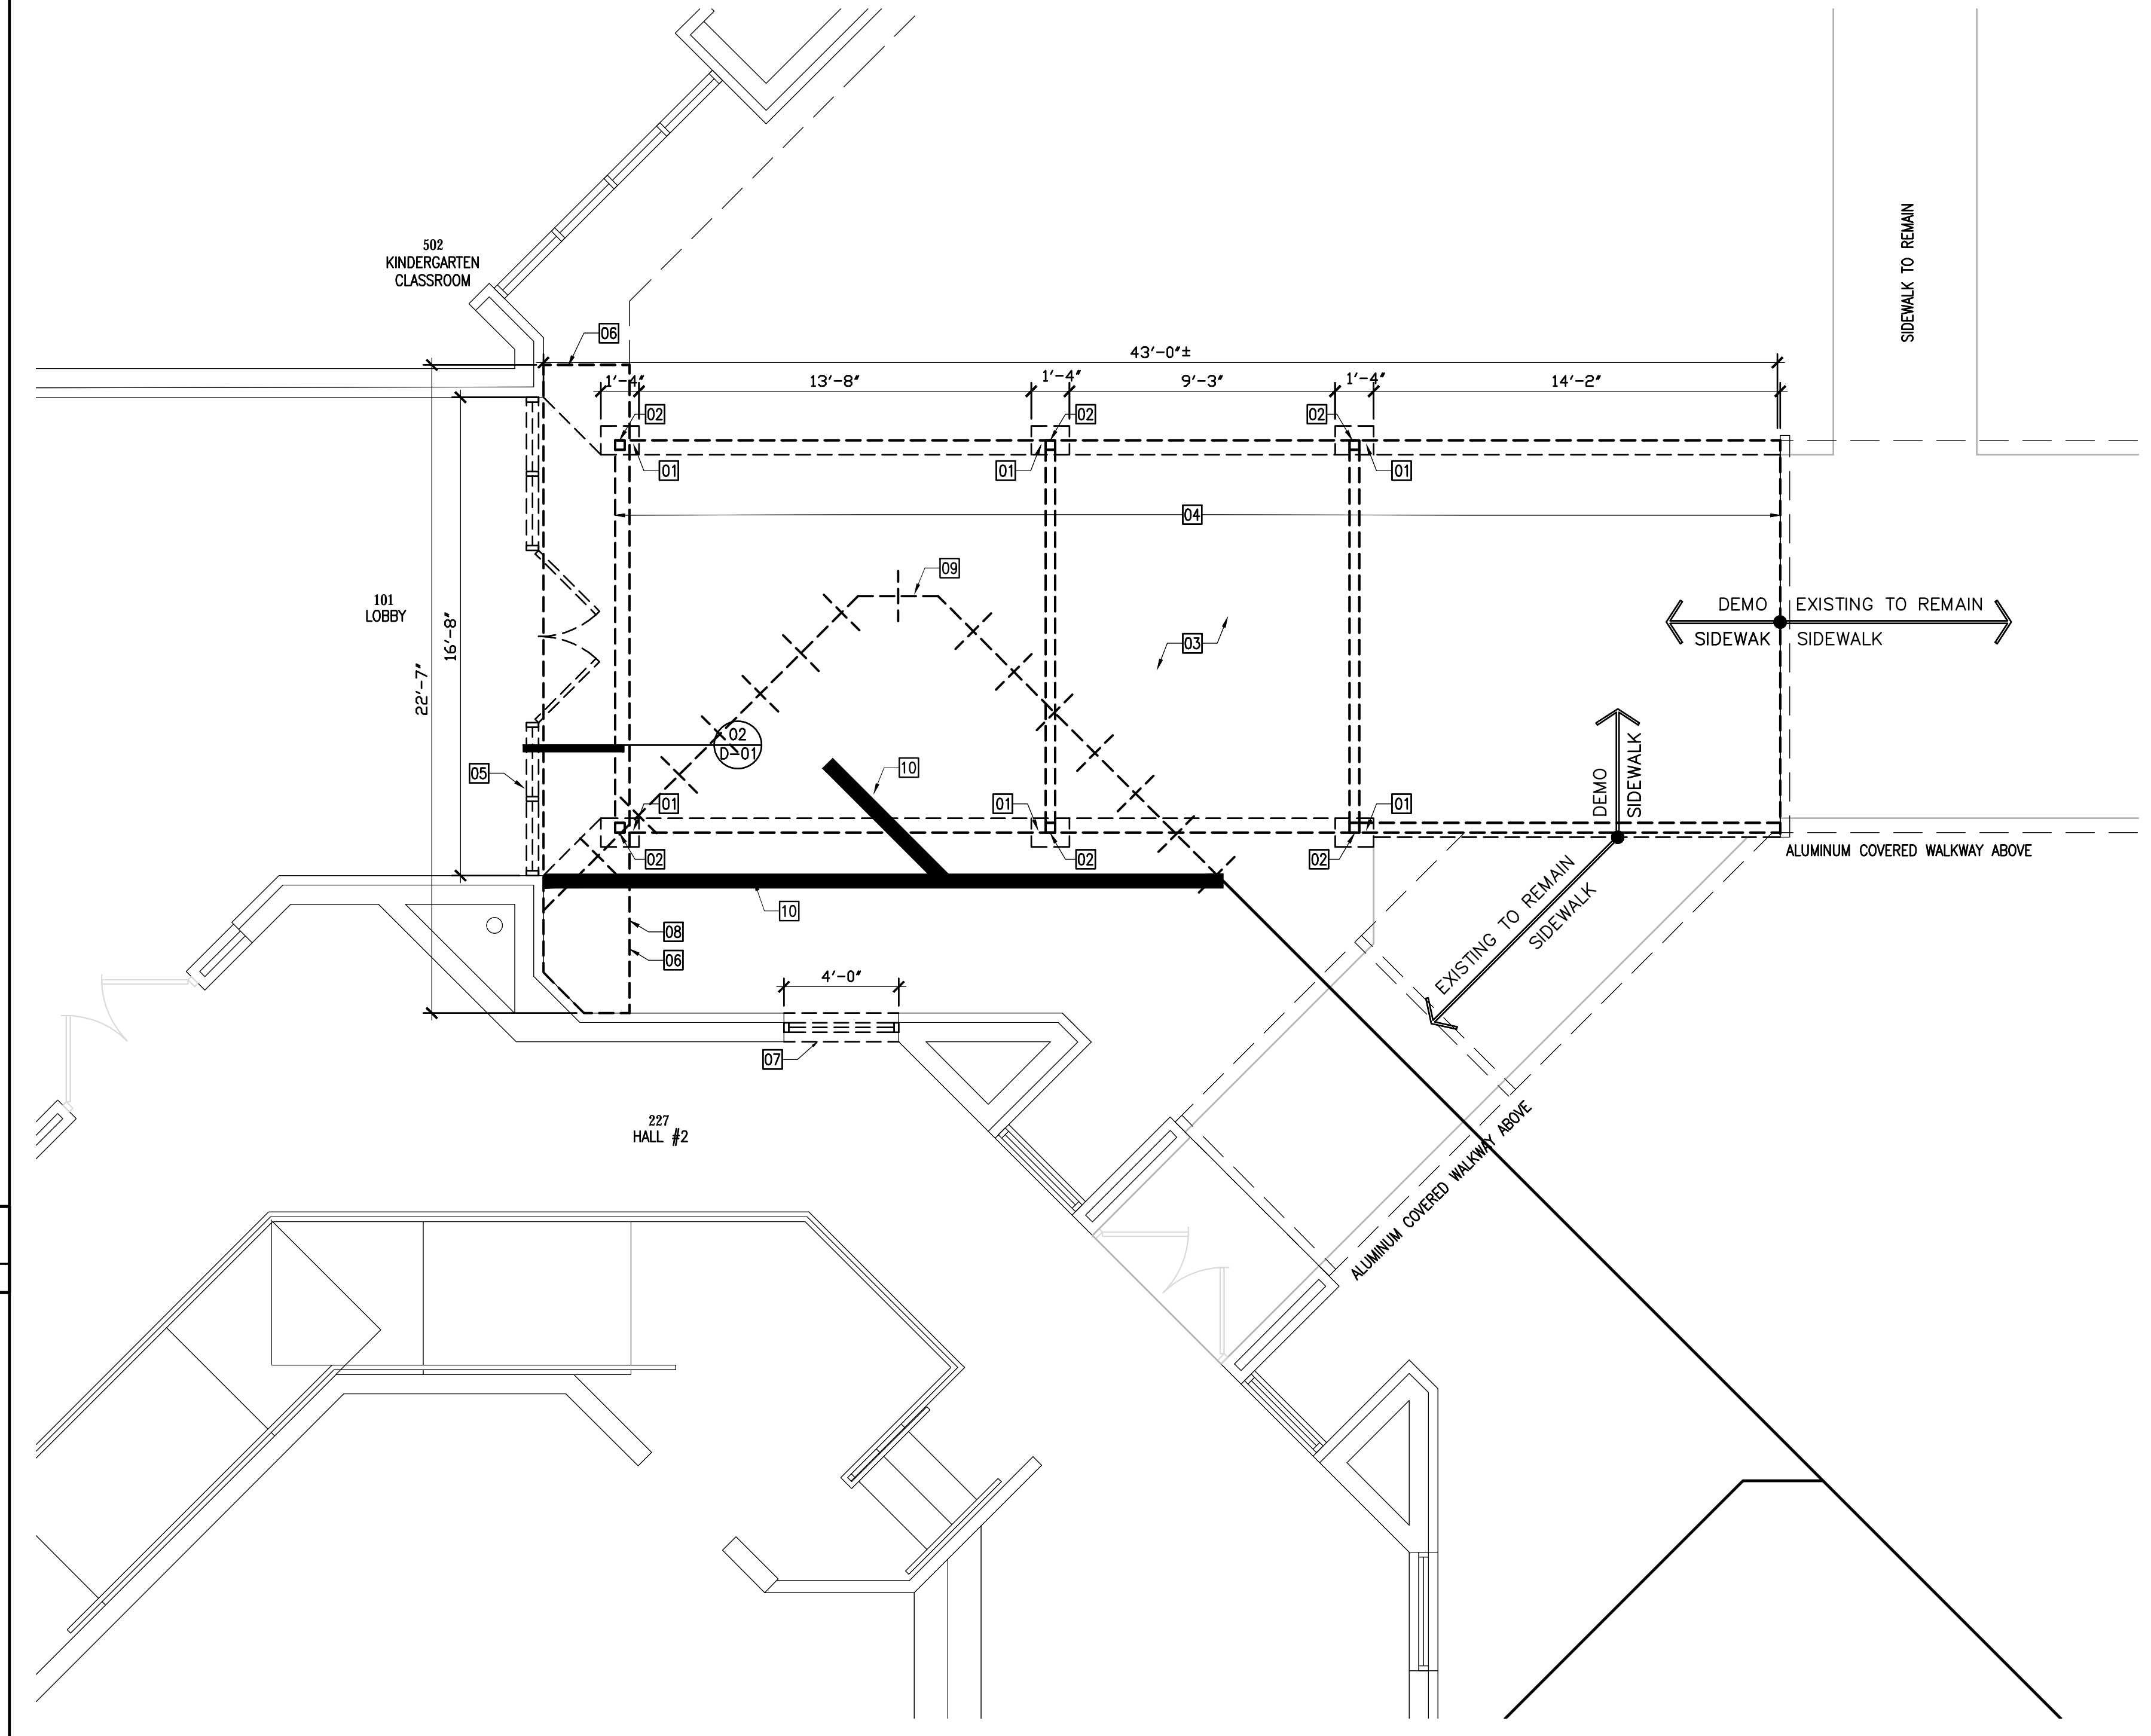 SIDEWALK TO REMAIN
502
KINDERGARTEN
CLASSROOM
06
43'-0"±
1'-4"
13'-8"
1'-4"
9'-3"
1'-4"
14'-2"
02
02
02
01
01
01
04
09
101
LOBBY
16'-8"
22'-7"
03
DEMO
EXISTING TO REMAIN
SIDEWAK
SIDEWALK
02
D-01
05
10
DEMO
SIDEWALK
01
01
01
02
02
02
ALUMINUM COVERED WALKWAY ABOVE
EXISTING TO REMAIN
SIDEWALK
10
08
06
4'-0"
07
227
HALL #2
ALUMINUM COVERED WALKWAY ABOVE